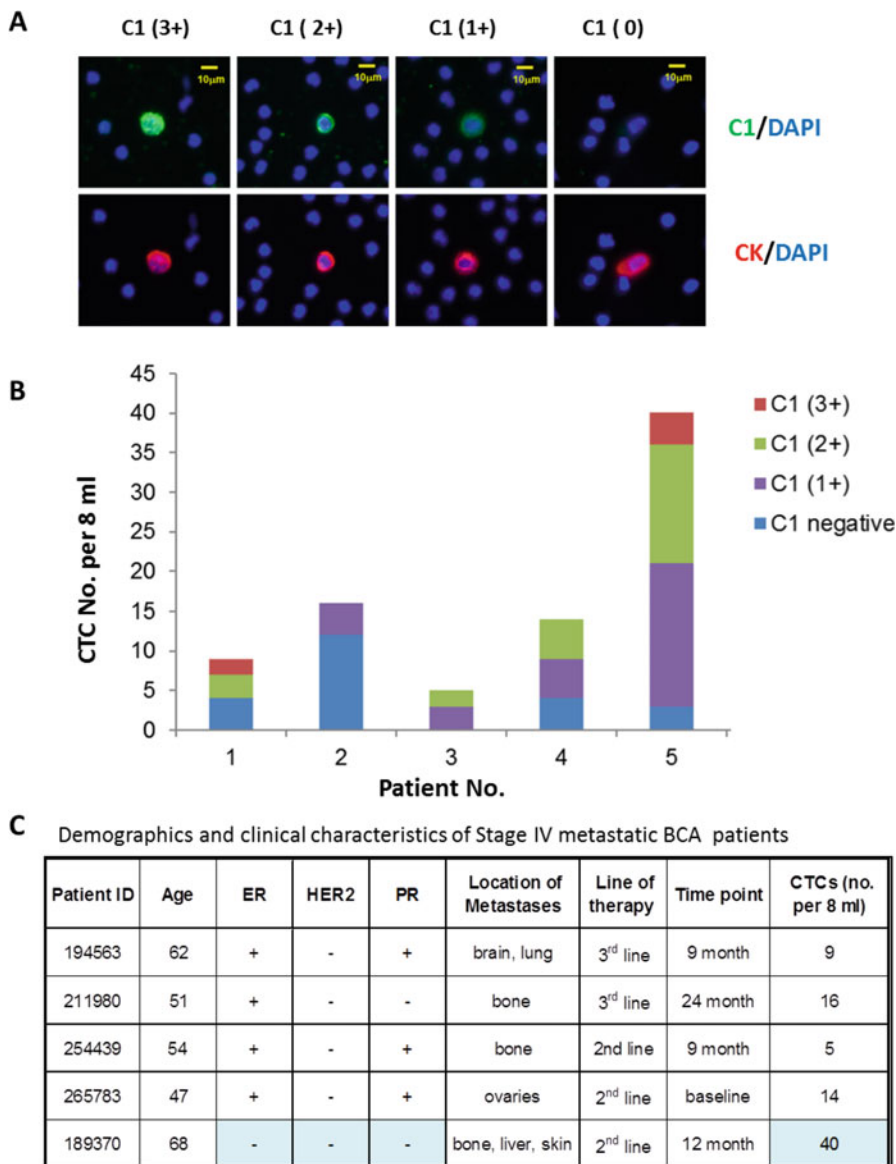 A
C1 (3+) C1 ( 2+) C1 (1+) C1 ( 0)
10μm 10μm 10μm 10μm
C1/DAPI
CK/DAPI
B
CTC No. per 8 ml
45
40
35
30
25
20
15
10
5
0
1 2 3 4 5
Patient No.
C1 (3+)
C1 (2+)
C1 (1+)
C1 negative
C Demographics and clinical characteristics of Stage IV metastatic BCA patients
Patient ID Age ER HER2 PR Location of Metastases Line of therapy Time point CTCs (no. per 8 ml)
194563 62 + - + brain, lung 3rd line 9 month 9
211980 51 + - - bone 3rd line 24 month 16
254439 54 + - + bone 2nd line 9 month 5
265783 47 + - + ovaries 2nd line baseline 14
189370 68 - - - bone, liver, skin 2nd line 12 month 40